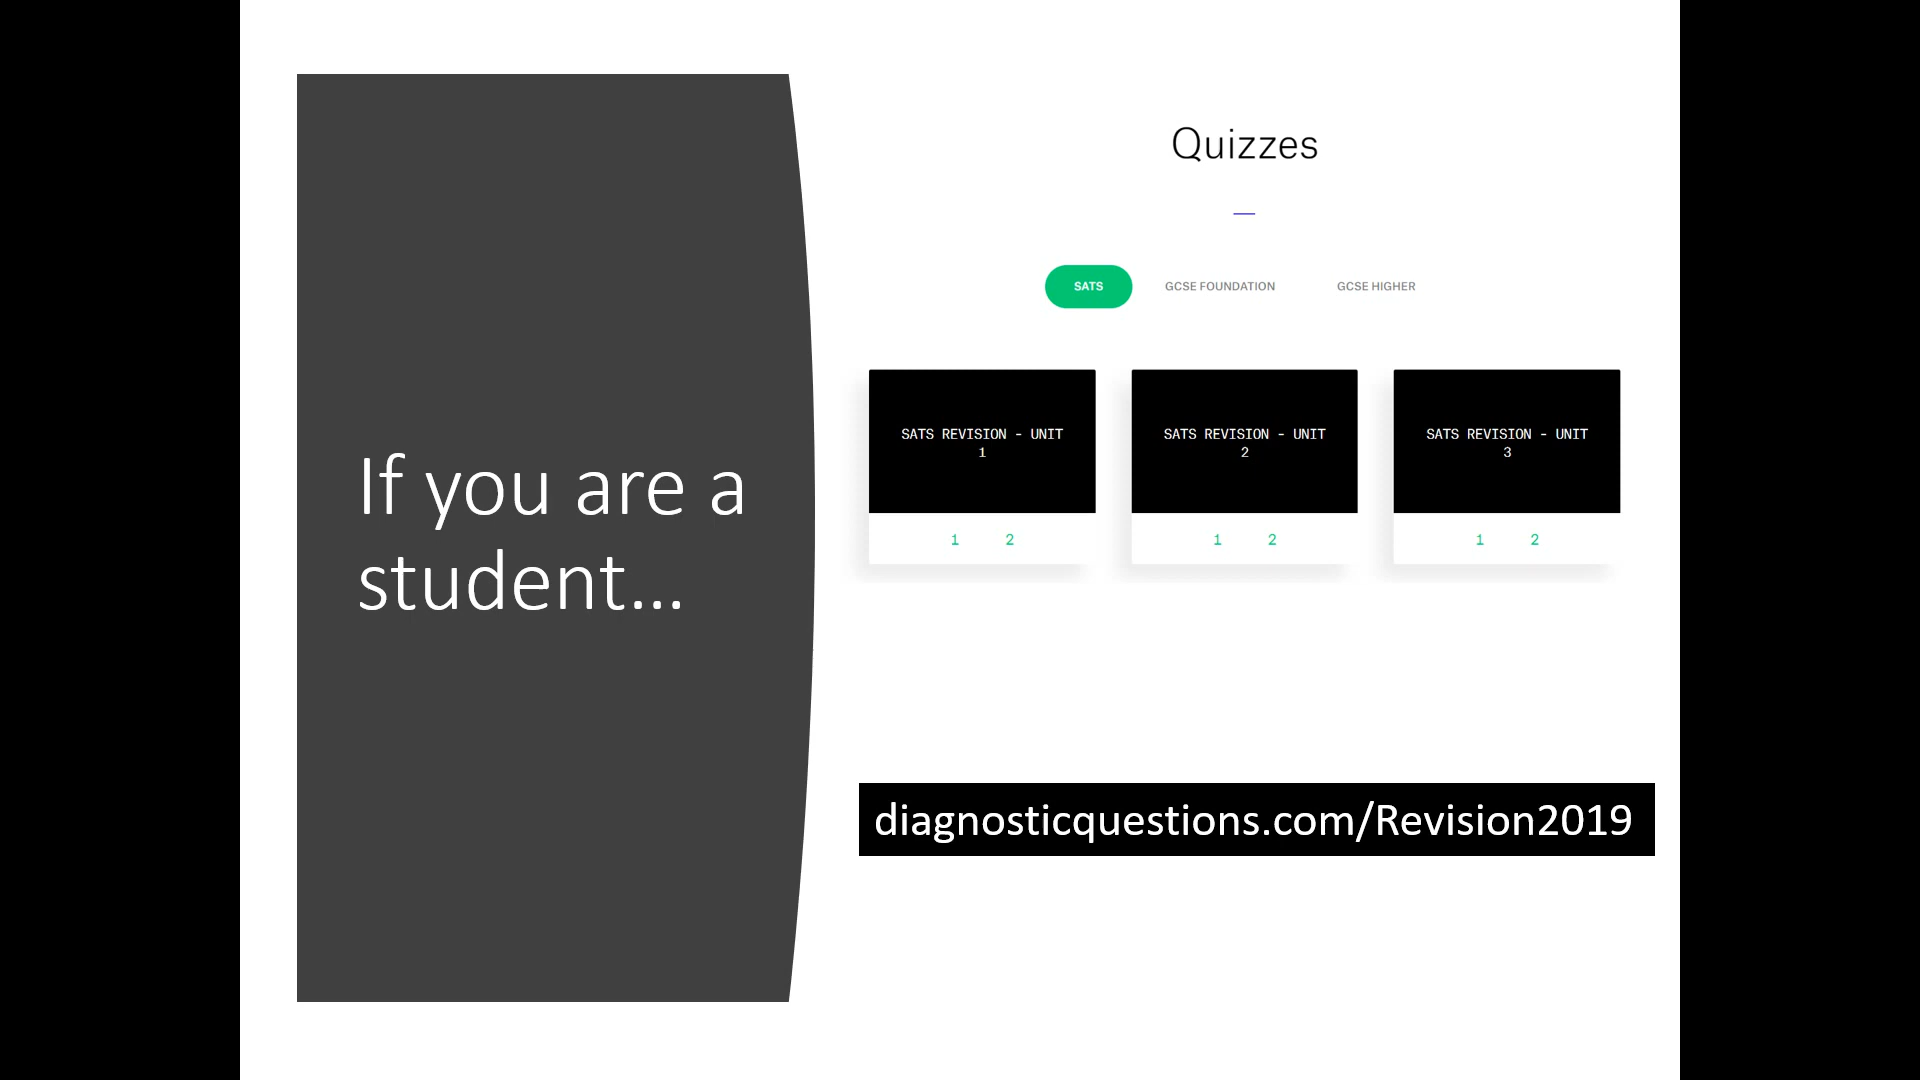 If you are a
student...
Quizzes
SATS
GCSE FOUNDATION
GCSE HIGHER
SATS REVISION - UNIT
1
1 2
SATS REVISION - UNIT
2
1 2
SATS REVISION - UNIT
3
1 2
diagnosticquestions.com/Revision2019